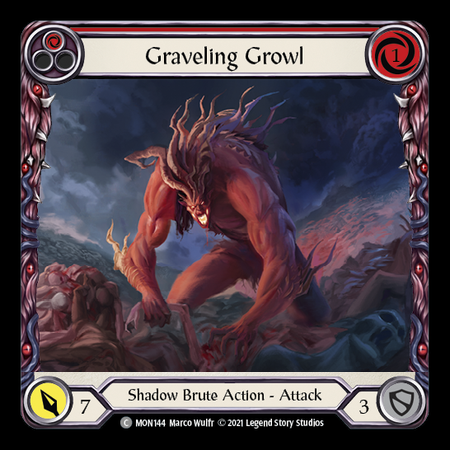 Graveling Growl
1
7
Shadow Brute Action - Attack
3
C MON144 Marco Wulfr © 2021 Legend Story Studios